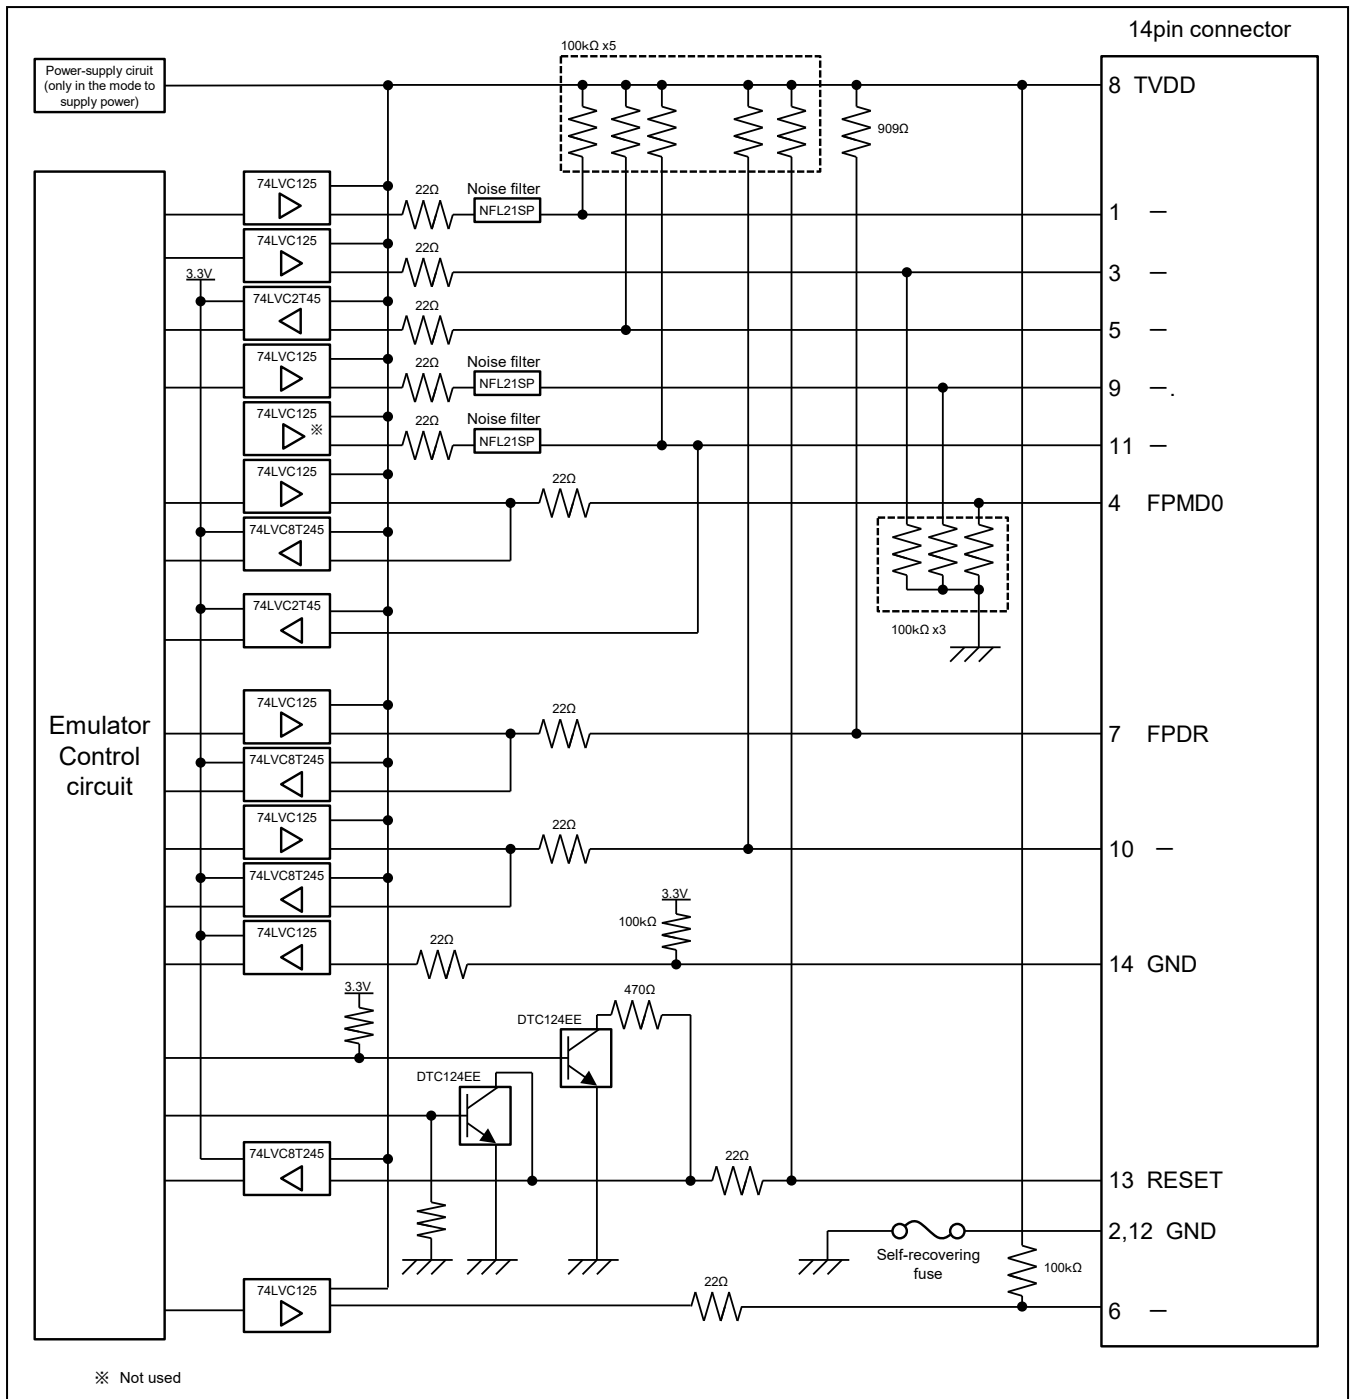 14pin connector
100kΩ x5
Power-supply ciruit
(only in the mode to
supply power)
8 TVDD
909Ω
74LVC125
22Ω
Noise filter
NFL21SP
1 —
74LVC125
22Ω
3 —
3.3V
74LVC2T45
22Ω
5 —
74LVC125
22Ω
Noise filter
NFL21SP
9 —.
74LVC125
※
22Ω
Noise filter
NFL21SP
11 —
74LVC125
22Ω
4 FPMD0
74LVC8T245
74LVC2T45
100kΩ x3
Emulator
Control
circuit
74LVC125
22Ω
7 FPDR
74LVC8T245
74LVC125
22Ω
10 —
74LVC8T245
3.3V
100kΩ
74LVC125
22Ω
14 GND
3.3V
470Ω
DTC124EE
DTC124EE
74LVC8T245
22Ω
13 RESET
2,12 GND
Self-recovering
fuse
100kΩ
74LVC125
22Ω
6 —
※ Not used